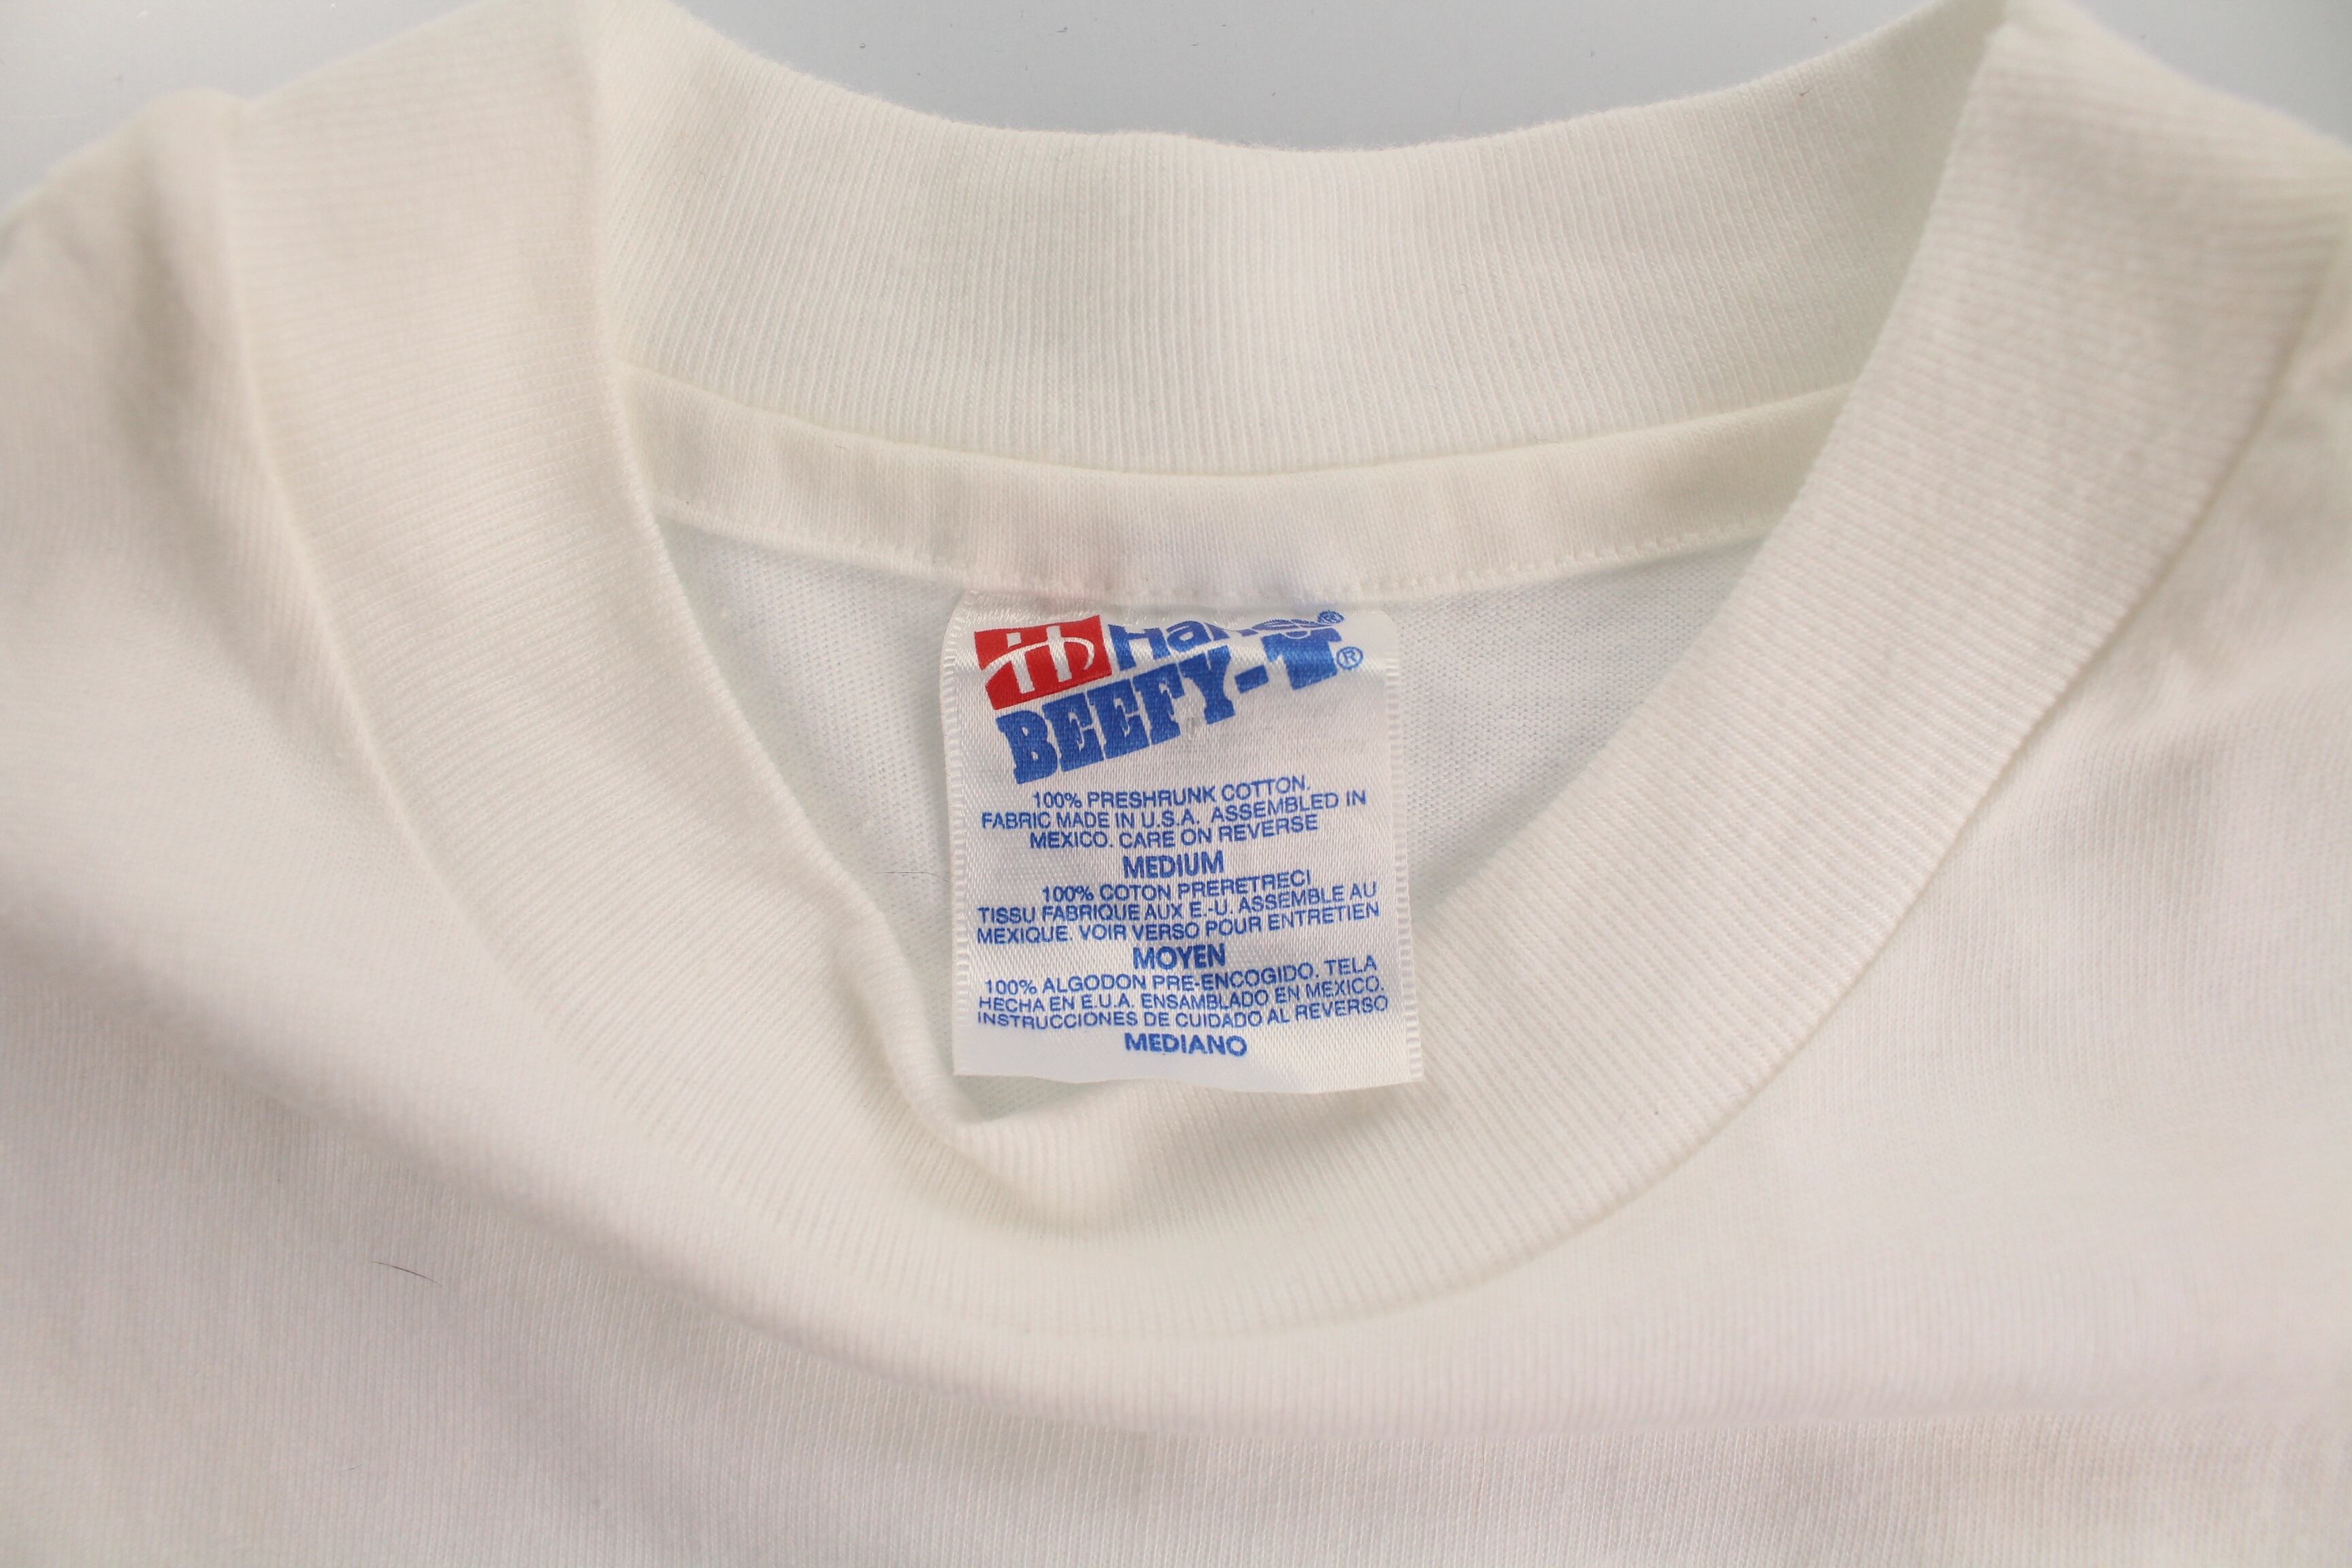 Hanes®
BEEFY-T®
100% PRESHRUNK COTTON.
FABRIC MADE IN U.S.A. ASSEMBLED IN
MEXICO. CARE ON REVERSE
MEDIUM
100% COTON PRERETRECI
TISSU FABRIQUE AUX E.-U. ASSEMBLE AU
MEXIQUE. VOIR VERSO POUR ENTRETIEN
MOYEN
100% ALGODON PRE-ENCOGIDO. TELA
HECHA EN E.U.A. ENSAMBLADO EN MEXICO.
INSTRUCCIONES DE CUIDADO AL REVERSO
MEDIANO